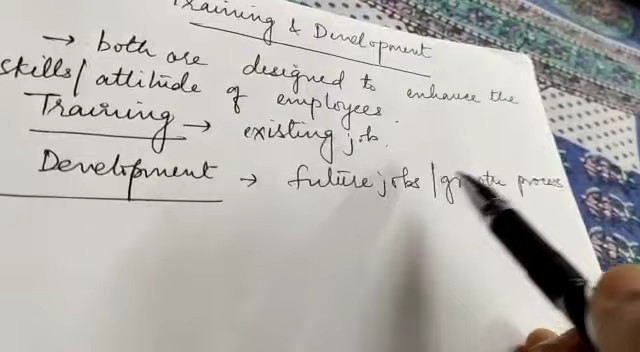 Training & Development
→ both are designed to enhance the
skills/attitude of employees.
Training → existing job.
Development → future jobs/growth process